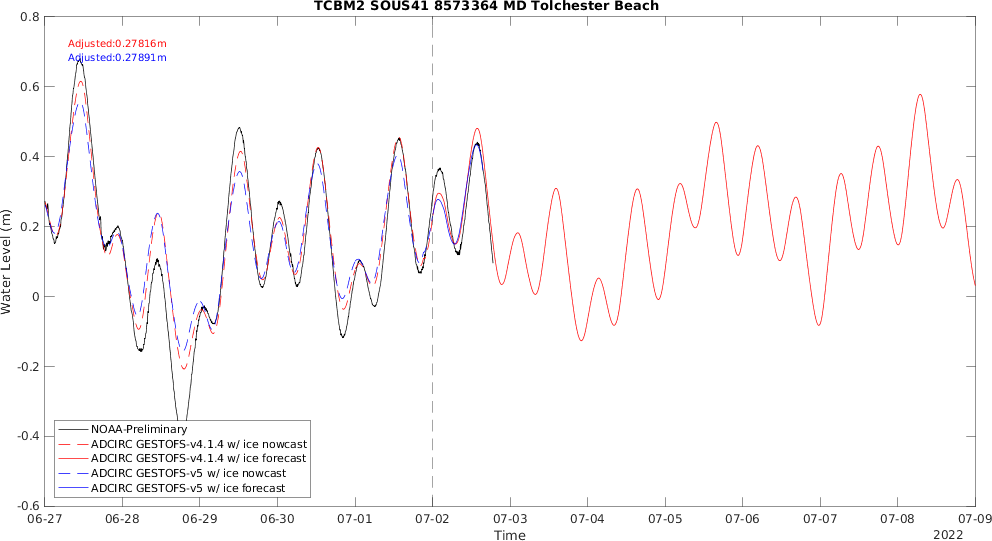 TCBM2 SOUS41 8573364 MD Tolchester Beach
Adjusted:0.27816m
Adjusted:0.27891m
Water Level (m)
0.8
0.6
0.4
0.2
0
-0.2
-0.4
-0.6
NOAA-Preliminary
ADCIRC GESTOFS-v4.1.4 w/ ice nowcast
ADCIRC GESTOFS-v4.1.4 w/ ice forecast
ADCIRC GESTOFS-v5 w/ ice nowcast
ADCIRC GESTOFS-v5 w/ ice forecast
06-27 06-28 06-29 06-30 07-01 07-02 07-03 07-04 07-05 07-06 07-07 07-08 07-09
Time
2022